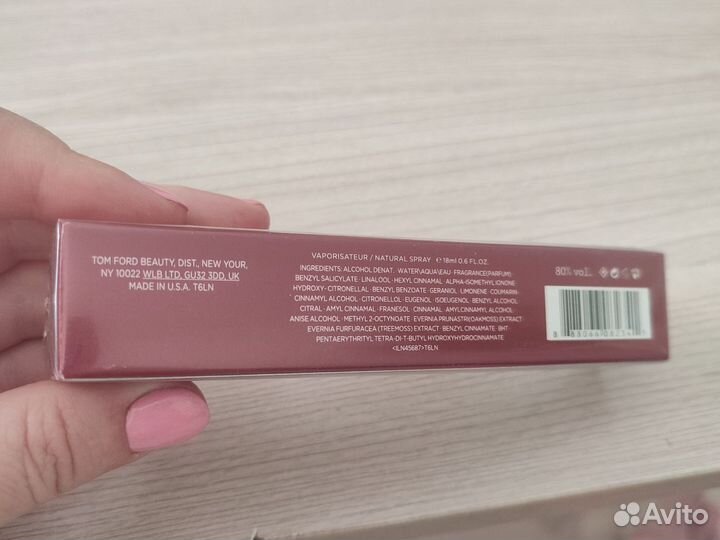 TOM FORD BEAUTY, DIST., NEW YOUR,
NY 10022 WLB LTD, GU32 3DD, UK
MADE IN U.S.A. T6LN
VAPORISATEUR / NATURAL SPRAY ℮ 18ml 0.6 FL.OZ.
INGREDIENTS: ALCOHOL DENAT. · WATER\AQUA\EAU · FRAGRANCE(PARFUM) ·
BENZYL SALICYLATE · LINALOOL · HEXYL CINNAMAL · ALPHA-ISOMETHYL IONONE ·
HYDROXY-CITRONELLAL · BENZYL BENZOATE · GERANIOL · LIMONENE · COUMARIN ·
CINNAMYL ALCOHOL · CITRONELLOL · EUGENOL · ISOEUGENOL · BENZYL ALCOHOL ·
CITRAL · AMYL CINNAMAL · FRANESOL · CINNAMAL · AMYLCINNAMYL ALCOHOL ·
ANISE ALCOHOL · METHYL 2-OCTYNOATE · EVERNIA PRUNASTR(OAKMOSS) EXTRACT ·
EVERNIA FURFURACEA (TREEMOSS) EXTRACT · BENZYL CINNAMATE · BHT ·
PENTAERYTHRITYL TETRA-DI-T-BUTYL HYDROXYHYDROCINNAMATE
<ILN45687>T6LN
80% vol.
Avito